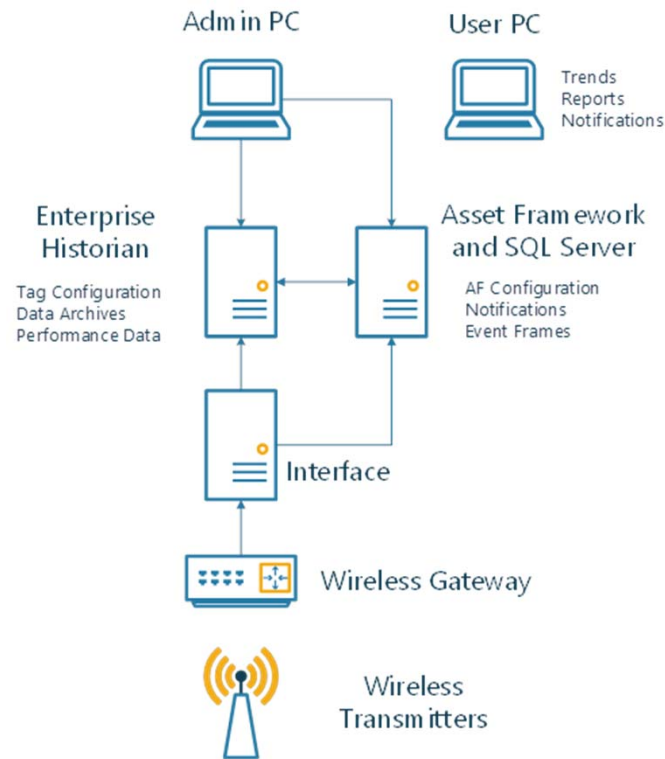 Admin PC
User PC
Trends
Reports
Notifications
Enterprise
Historian
Tag Configuration
Data Archives
Performance Data
Asset Framework
and SQL Server
AF Configuration
Notifications
Event Frames
Interface
Wireless Gateway
Wireless
Transmitters